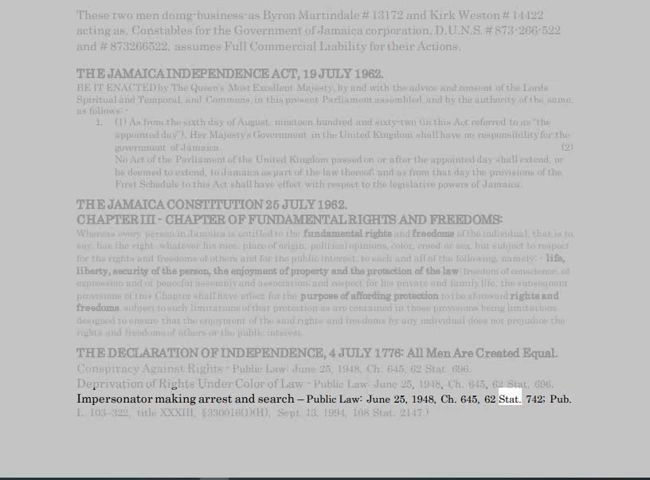 These two men doing-business as Byron Martindale # 13172 and Kirk Weston # 14422
acting as, Constables for the Government of Jamaica corporation, D.U.N.S. # 873-266-522
and # 873266522, assumes Full Commercial Liability for their Actions.
THE JAMAICA INDEPENDENCE ACT, 19 JULY 1962.
BE IT ENACTED by The Queen's Most Excellent Majesty, by and with the advice and consent of the Lords
Spiritual and Temporal, and Commons, in this present Parliament assembled, and by the authority of the same,
as follows: -
1. (1) As from the sixth day of August, nineteen hundred and sixty-two (in this Act referred to as "the
appointed day"), Her Majesty's Government in the United Kingdom shall have no responsibility for the
government of Jamaica. (2)
No Act of the Parliament of the United Kingdom passed on or after the appointed day shall extend, or
be deemed to extend, to Jamaica as part of the law thereof; and as from that day the provisions of the
First Schedule to this Act shall have effect with respect to the legislative powers of Jamaica.
THE JAMAICA CONSTITUTION 25 JULY 1962.
CHAPTER III - CHAPTER OF FUNDAMENTAL RIGHTS AND FREEDOMS:
Whereas every person in Jamaica is entitled to the fundamental rights and freedoms of the individual, that is to
say, has the right, whatever his race, place of origin, political opinions, color, creed or sex, but subject to respect
for the rights and freedoms of others and for the public interest, to each and all of the following, namely: - life,
liberty, security of the person, the enjoyment of property and the protection of the law; freedom of conscience, of
expression and of peaceful assembly and association; and respect for his private and family life, the subsequent
provisions of this Chapter shall have effect for the purpose of affording protection to the aforesaid rights and
freedoms, subject to such limitations of that protection as are contained in those provisions being limitations
designed to ensure that the enjoyment of the said rights and freedoms by any individual does not prejudice the
rights and freedoms of others or the public interest.
THE DECLARATION OF INDEPENDENCE, 4 JULY 1776: All Men Are Created Equal.
Conspiracy Against Rights - Public Law: June 25, 1948, Ch. 645, 62 Stat. 696.
Deprivation of Rights Under Color of Law - Public Law: June 25, 1948, Ch. 645, 62 Stat. 696.
Impersonator making arrest and search – Public Law: June 25, 1948, Ch. 645, 62 Stat. 742; Pub.
L. 103–322, title XXXIII, §330016(1)(H), Sept. 13, 1994, 108 Stat. 2147.)